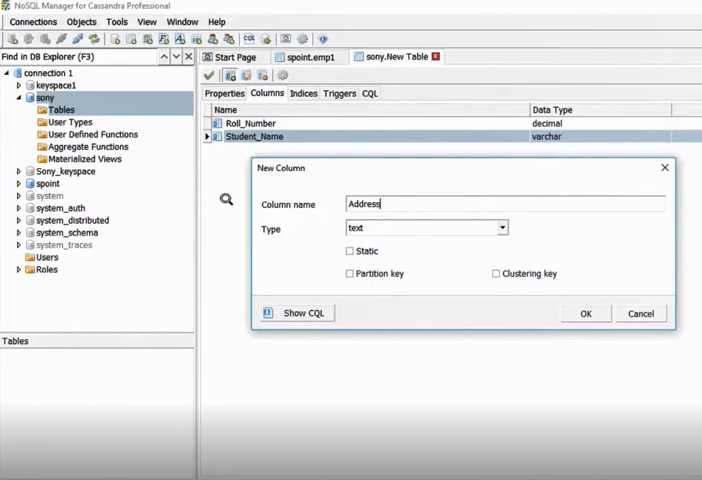 NoSQL Manager for Cassandra Professional
Connections Objects Tools View Window Help
Find in DB Explorer (F3)
Start Page spoint.emp1 sony.New Table
connection 1
keyspace1
sony
Tables
User Types
User Defined Functions
Aggregate Functions
Materialized Views
Sony_keyspace
spoint
system
system_auth
system_distributed
system_schema
system_traces
Users
Roles
Tables
Properties Columns Indices Triggers CQL
Name Data Type
Roll_Number decimal
Student_Name varchar
New Column
Column name Address
Type text
Static
Partition key Clustering key
Show CQL OK Cancel